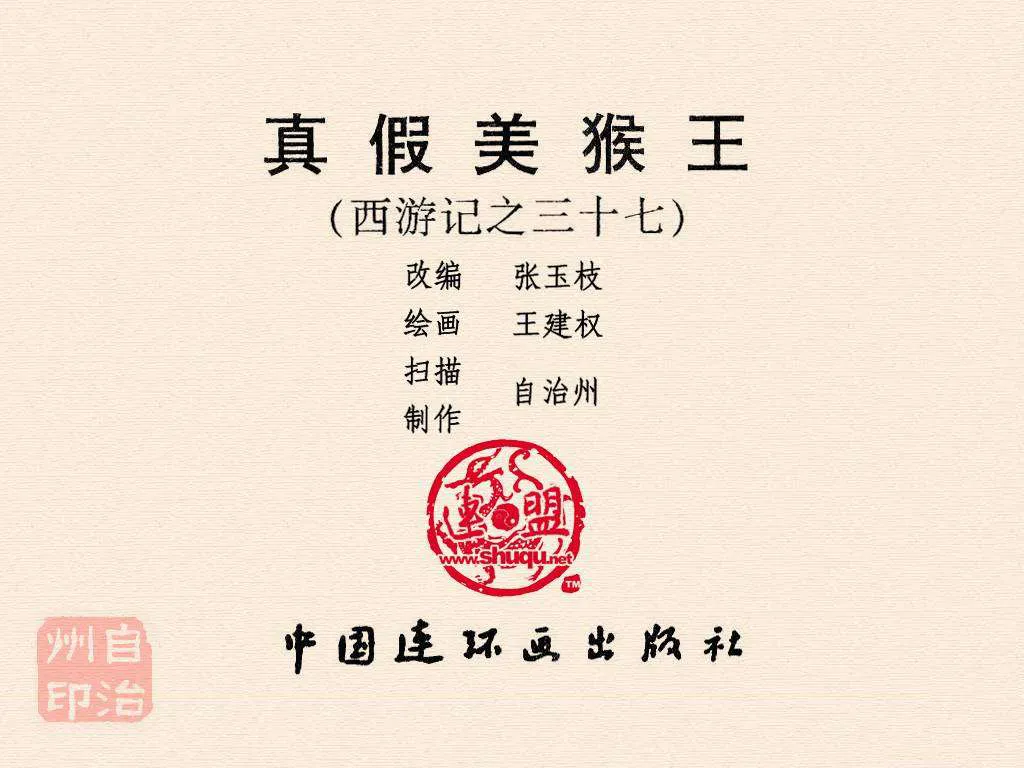 真假美猴王
(西游记之三十七)
改编 张玉枝
绘画 王建权
扫描
制作 自治州
連盟
www.shuqu.net
TM
中国连环画出版社
自治州印